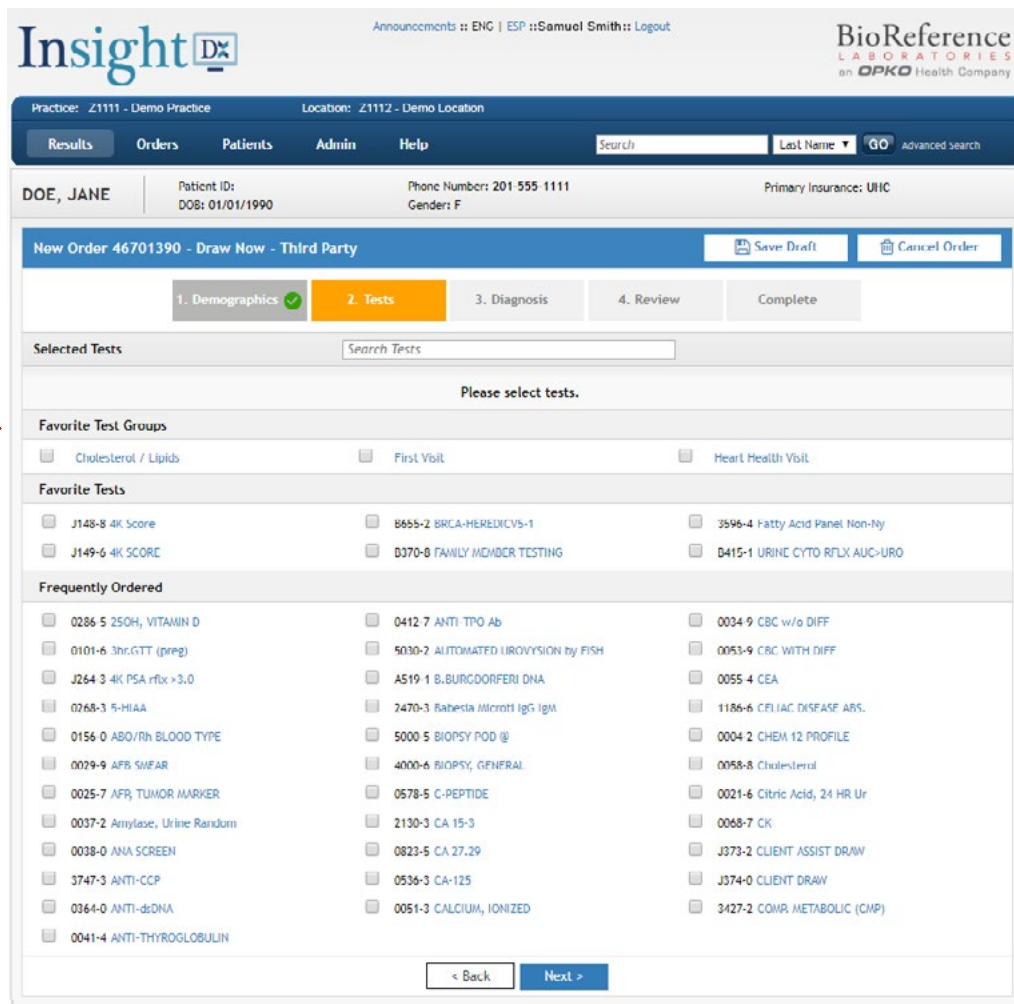 Announcements :: ENG | ESP ::Samuel Smith:: Logout
Insight Dx
BioReference
LABORATORIES
an OPKO Health Company
Practice: Z1111 - Demo Practice Location: Z1112 - Demo Location
Results Orders Patients Admin Help Search Last Name ▼ GO Advanced search
DOE, JANE Patient ID: Phone Number: 201-555-1111 Primary Insurance: UHC
DOB: 01/01/1990 Gender: F
New Order 46701390 - Draw Now - Third Party Save Draft Cancel Order
1. Demographics 2. Tests 3. Diagnosis 4. Review Complete
Selected Tests Search Tests
Please select tests.
Favorite Test Groups
Cholesterol / Lipids First Visit Heart Health Visit
Favorite Tests
J148-8 4K Score B655-2 BRCA-HEREDICVS-1 3596-4 Fatty Acid Panel Non-Ny
J149-6 4K SCORE B370-8 FAMILY MEMBER TESTING B415-1 URINE CYTO RFLX AUC>URO
Frequently Ordered
0286-5 25OH, VITAMIN D 0412-7 ANTI-TPO Ab 0034-9 CBC w/o DIFF
0101-6 3hr.GTT (preg) 5030-2 AUTOMATED UROVYSION by FISH 0053-9 CBC WITH DIFF
J264-3 4K PSA rflx >3.0 A519-1 B.BURGDORFERI DNA 0055-4 CEA
0268-3 5-HIAA 2470-3 Babesia Microti IgG IgM 1186-6 CELIAC DISEASE ABS.
0156-0 ABO/Rh BLOOD TYPE 5000-5 BIOPSY POD @ 0004-2 CHEM 12 PROFILE
0029-9 AFB SMEAR 4000-6 BIOPSY, GENERAL 0058-8 Cholesterol
0025-7 AFP, TUMOR MARKER 0578-5 C-PEPTIDE 0021-6 Citric Acid, 24 HR Ur
0037-2 Amylase, Urine Random 2130-3 CA 15-3 0068-7 CK
0038-0 ANA SCREEN 0823-5 CA 27.29 J373-2 CLIENT ASSIST DRAW
3747-3 ANTI-CCP 0536-3 CA-125 J374-0 CLIENT DRAW
0364-0 ANTI-dsDNA 0051-3 CALCIUM, IONIZED 3427-2 COMP. METABOLIC (CMP)
0041-4 ANTI-THYROGLOBULIN
< Back Next >